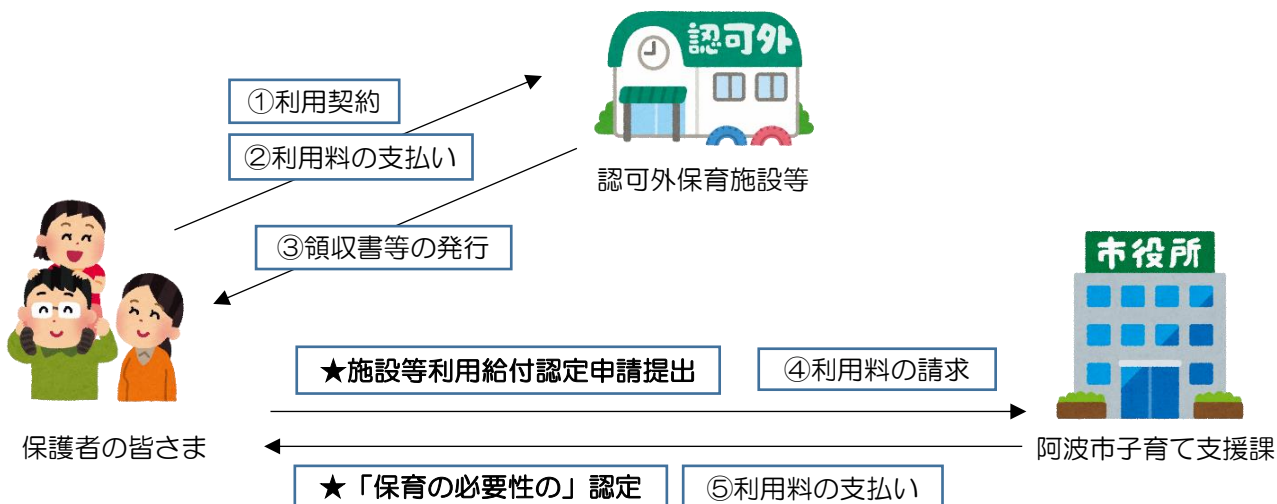 認可外
①利用契約
②利用料の支払い
認可外保育施設等
③領収書等の発行
市役所
★施設等利用給付認定申請提出
④利用料の請求
保護者の皆さま
阿波市子育て支援課
★「保育の必要性の」認定
⑤利用料の支払い